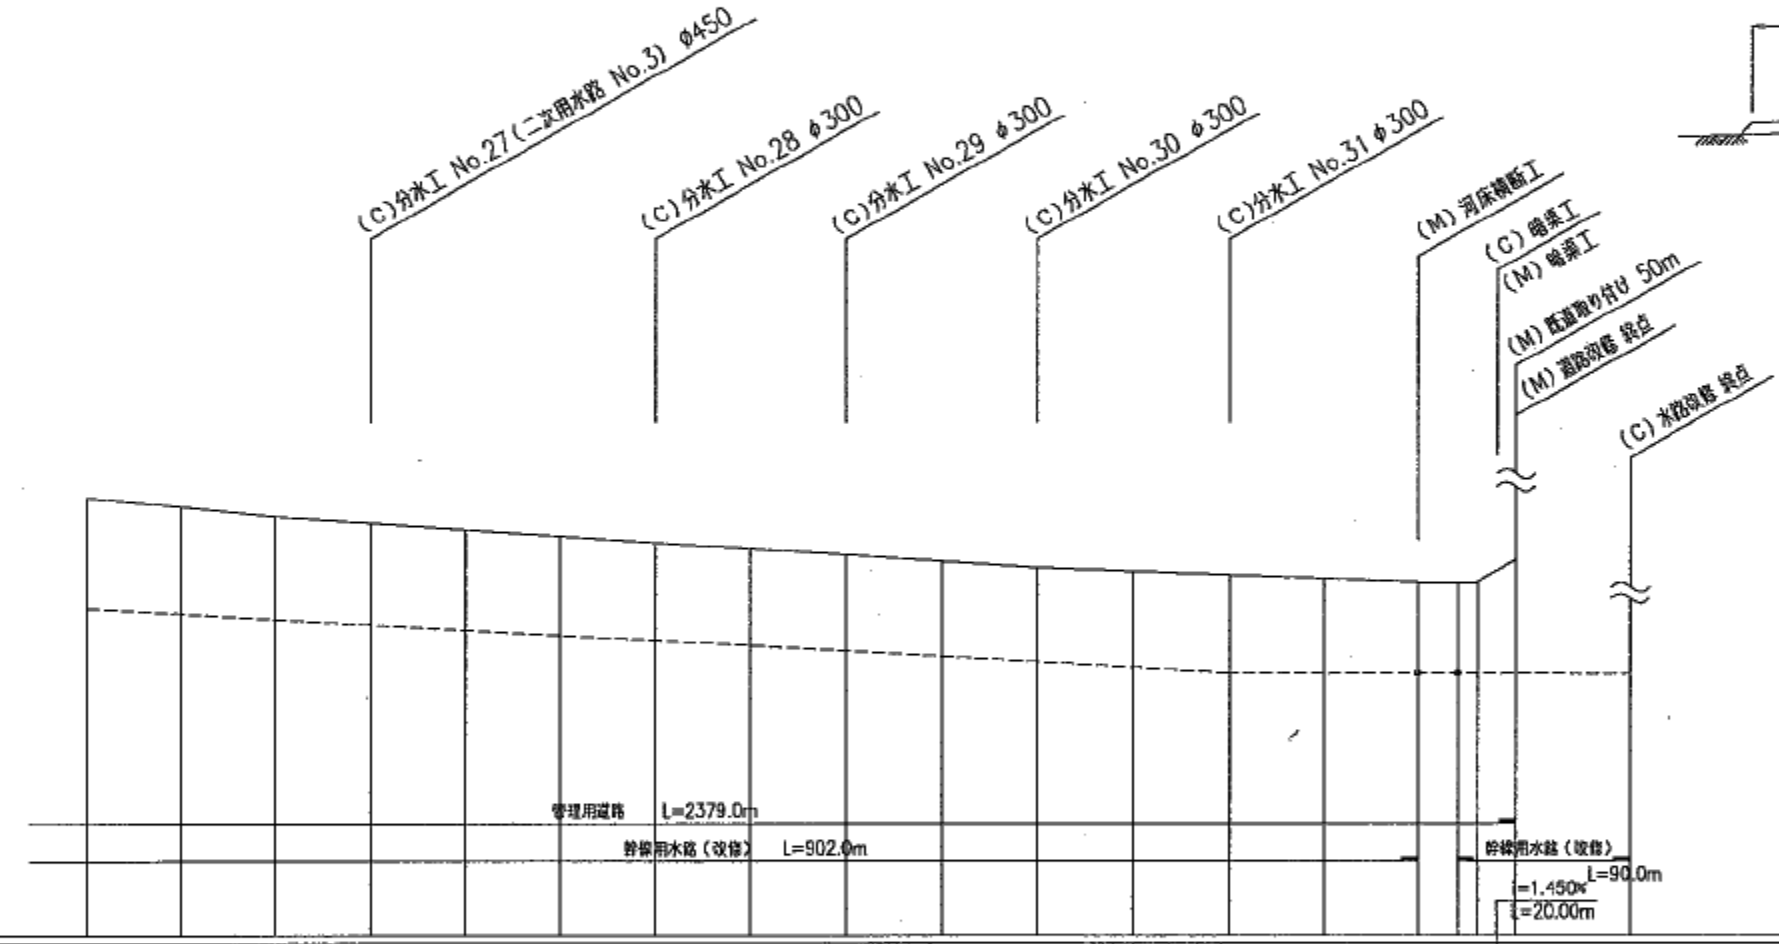 (C)分水工 No.27(二次用水路 No.3) φ450
(C)分水工 No.28 φ300
(C)分水工 No.29 φ300
(C)分水工 No.30 φ300
(C)分水工 No.31 φ300
(M) 河床横断工
(C) 暗渠工
(M) 暗渠工
(M) 既道取り付け 50m
(M) 道路改修 終点
(C) 水路改修 終点
管理用道路 L=2379.0m
幹線用水路(改修) L=902.0m
幹線用水路(改修)
L=90.0m
i=1.450%
L=20.00m